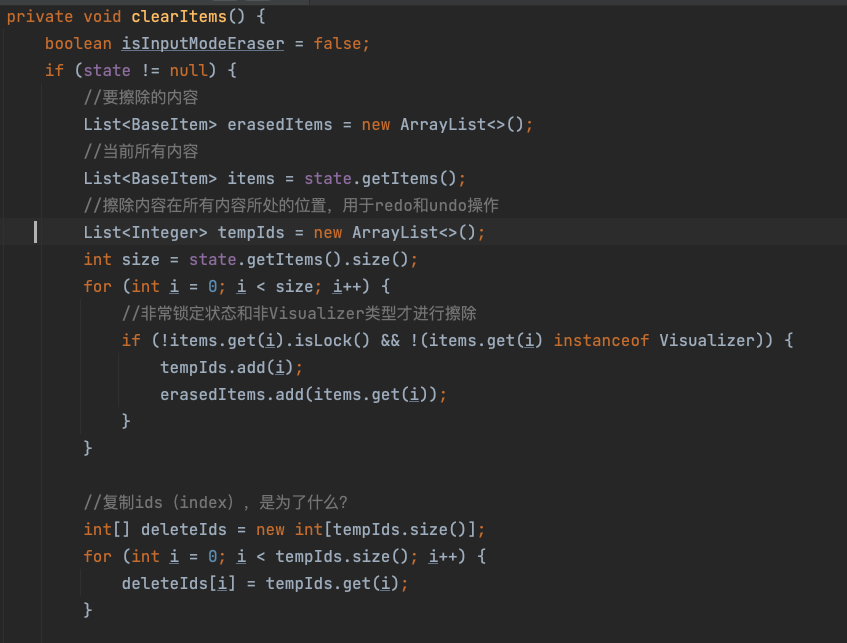 private void clearItems() {
boolean isInputModeEraser = false;
if (state != null) {
//要擦除的内容
List<BaseItem> erasedItems = new ArrayList<>();
//当前所有内容
List<BaseItem> items = state.getItems();
//擦除内容在所有内容所处的位置，用于redo和undo操作
List<Integer> tempIds = new ArrayList<>();
int size = state.getItems().size();
for (int i = 0; i < size; i++) {
//非常锁定状态和非Visualizer类型才进行擦除
if (!items.get(i).isLock() && !(items.get(i) instanceof Visualizer)) {
tempIds.add(i);
erasedItems.add(items.get(i));
}
}
//复制ids（index），是为了什么?
int[] deleteIds = new int[tempIds.size()];
for (int i = 0; i < tempIds.size(); i++) {
deleteIds[i] = tempIds.get(i);
}